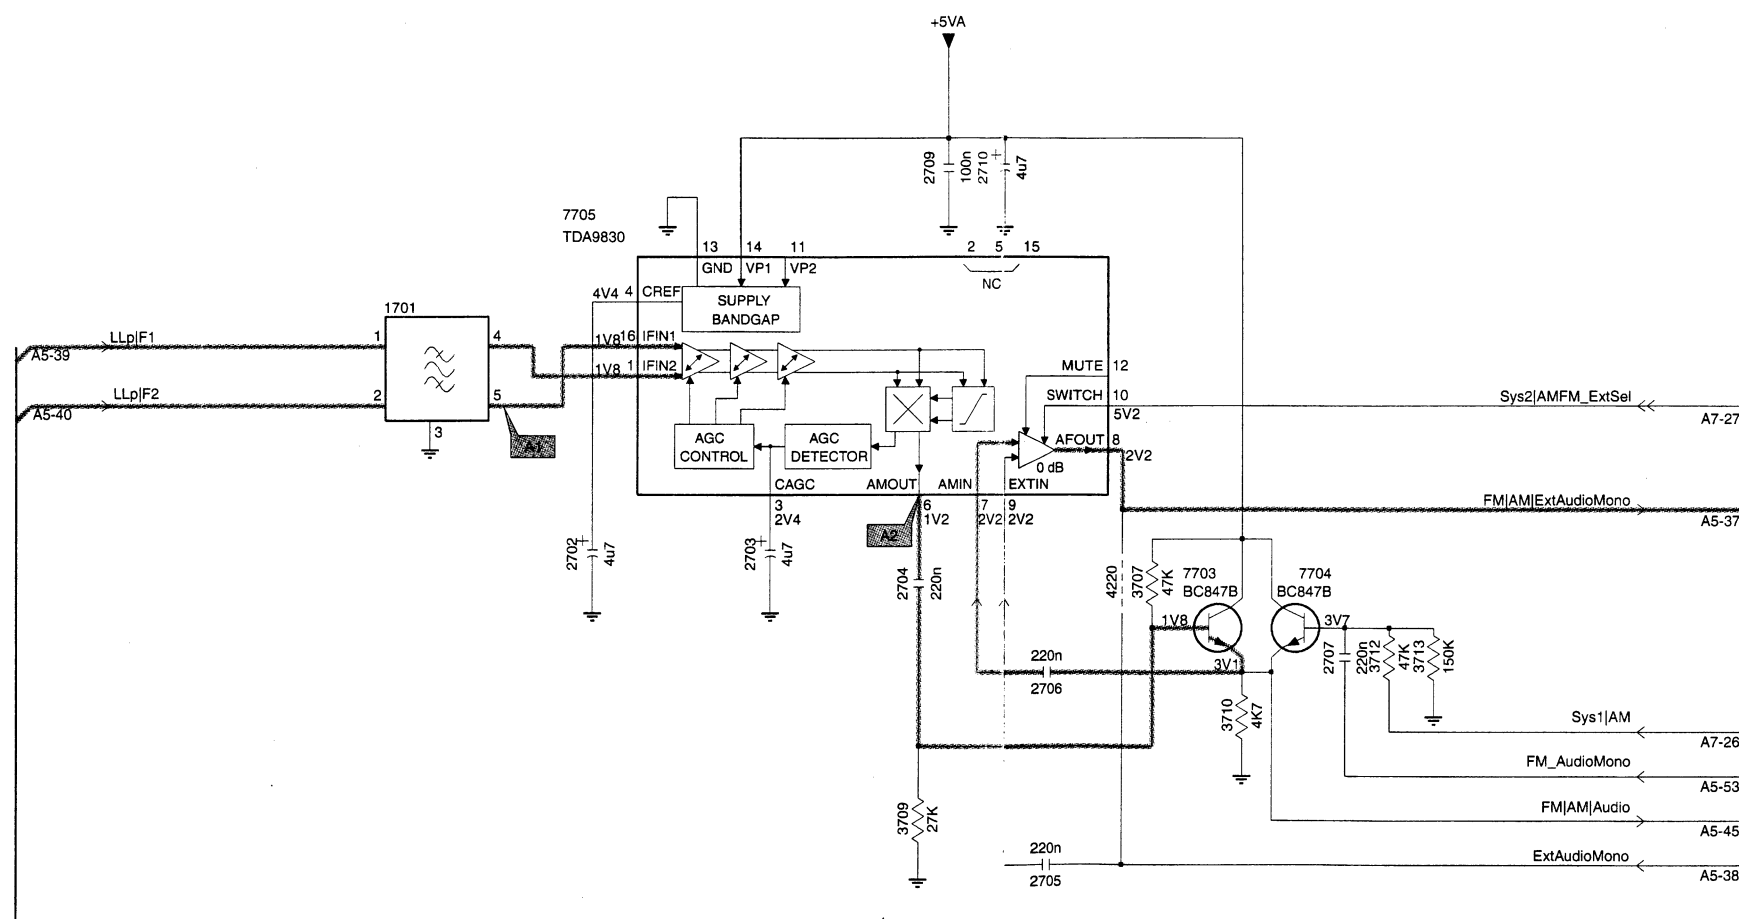 +5VA
2709
100n
2710
4u7
7705
TDA9830
13
14
11
2
5
15
GND
VP1
VP2
NC
4V4
4
CREF
SUPPLY
BANDGAP
1701
LLp|F1
A5-39
1
4
1V8
16
IFIN1
1V8
1
IFIN2
MUTE
12
LLp|F2
A5-40
2
5
3
A1
SWITCH
10
5V2
Sys2|AMFM_ExtSel
A7-27
AGC
CONTROL
AGC
DETECTOR
AFOUT
8
2V2
0 dB
CAGC
AMOUT
AMIN
EXTIN
3
2V4
6
1V2
7
2V2
9
2V2
A2
FM|AM|ExtAudioMono
A5-37
2702
4u7
2703
4u7
2704
220n
4220
3707
47K
7703
BC847B
7704
BC847B
1V8
3V7
3V1
220n
2706
2707
220n
3712
47K
3713
150K
3710
4K7
Sys1|AM
A7-26
FM_AudioMono
A5-53
3709
27K
FM|AM|Audio
A5-45
220n
2705
ExtAudioMono
A5-38